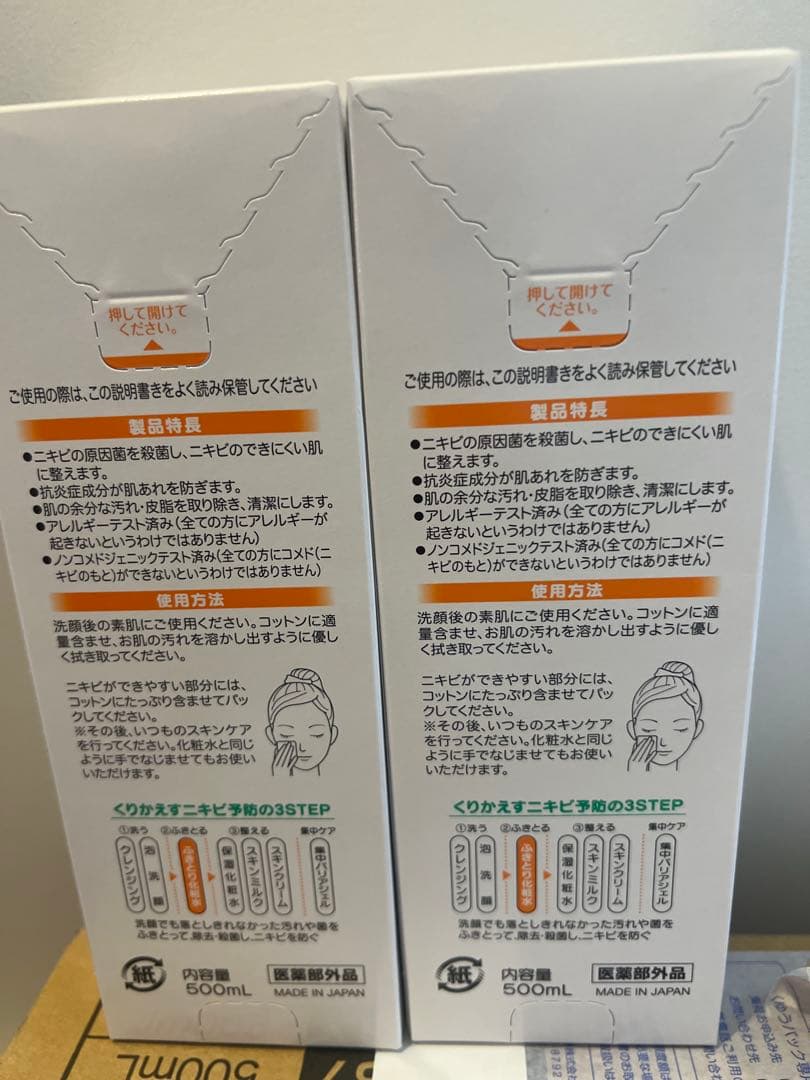 押して開けて
ください。
ご使用の際は、この説明書きをよく読み保管してください
製品特長
●ニキビの原因菌を殺菌し、ニキビのできにくい肌
に整えます。
●抗炎症成分が肌あれを防ぎます。
●肌の余分な汚れ・皮脂を取り除き、清潔にします。
●アレルギーテスト済み(全ての方にアレルギーが
起きないというわけではありません)
●ノンコメドジェニックテスト済み(全ての方にコメド(ニ
キビのもと)ができないというわけではありません)
使用方法
洗顔後の素肌にご使用ください。コットンに適
量含ませ、お肌の汚れを溶かし出すように優し
く拭き取ってください。
ニキビができやすい部分には、
コットンにたっぷり含ませてパッ
クしてください。
※その後、いつものスキンケア
を行ってください。化粧水と同じ
ように手でなじませてもお使い
いただけます。
くりかえすニキビ予防の3STEP
①洗う ②ふきとる ③整える 集中ケア
クレンジング
泡洗顔
ふきとり化粧水
保湿化粧水
スキンミルク
スキンクリーム
集中バリアジェル
洗顔でも落としきれなかった汚れや菌を
ふきとって、除去・殺菌し、ニキビを防ぐ
紙
内容量
500mL
医薬部外品
MADE IN JAPAN
押して開けて
ください。
ご使用の際は、この説明書きをよく読み保管してください
製品特長
●ニキビの原因菌を殺菌し、ニキビのできにくい肌
に整えます。
●抗炎症成分が肌あれを防ぎます。
●肌の余分な汚れ・皮脂を取り除き、清潔にします。
●アレルギーテスト済み(全ての方にアレルギーが
起きないというわけではありません)
●ノンコメドジェニックテスト済み(全ての方にコメド(ニ
キビのもと)ができないというわけではありません)
使用方法
洗顔後の素肌にご使用ください。コットンに適
量含ませ、お肌の汚れを溶かし出すように優し
く拭き取ってください。
ニキビができやすい部分には、
コットンにたっぷり含ませてパッ
クしてください。
※その後、いつものスキンケア
を行ってください。化粧水と同じ
ように手でなじませてもお使い
いただけます。
くりかえすニキビ予防の3STEP
①洗う ②ふきとる ③整える 集中ケア
クレンジング
泡洗顔
ふきとり化粧水
保湿化粧水
スキンミルク
スキンクリーム
集中バリアジェル
洗顔でも落としきれなかった汚れや菌を
ふきとって、除去・殺菌し、ニキビを防ぐ
紙
内容量
500mL
医薬部外品
MADE IN JAPAN
500mL